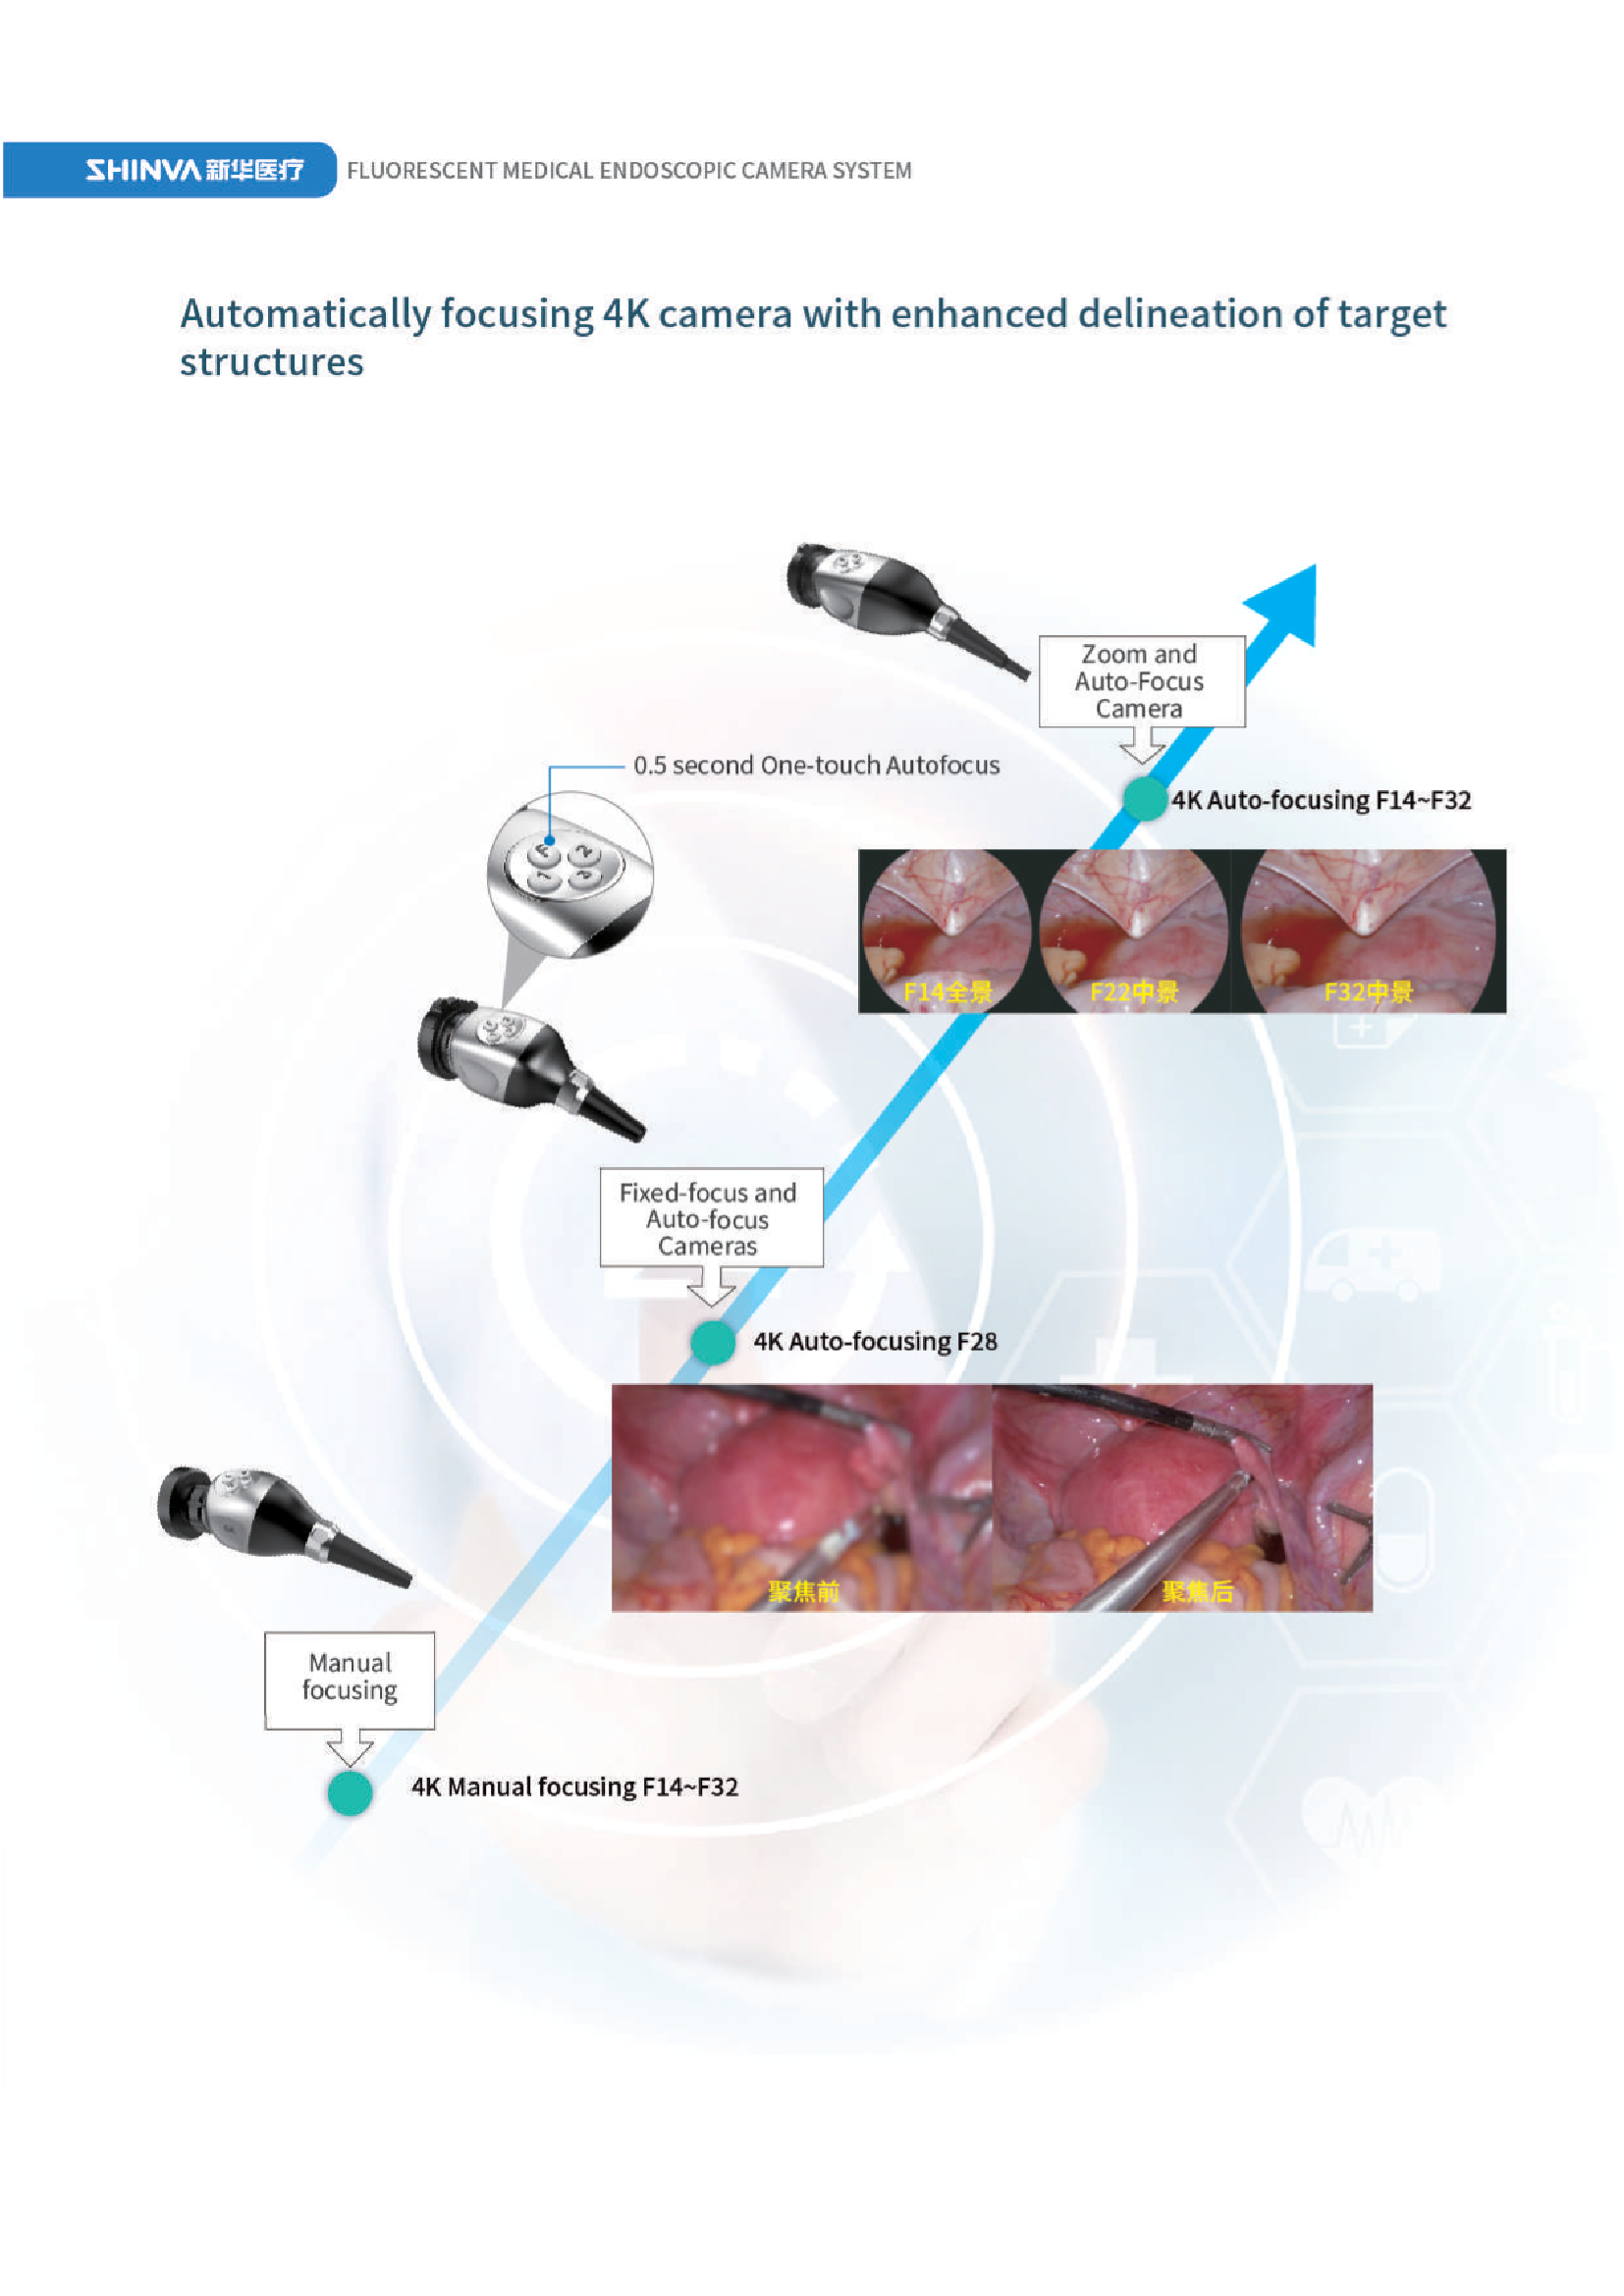 SHINVA 新华医疗
FLUORESCENT MEDICAL ENDOSCOPIC CAMERA SYSTEM
Automatically focusing 4K camera with enhanced delineation of target
structures
Zoom and
Auto-Focus
Camera
0.5 second One-touch Autofocus
4K Auto-focusing F14~F32
F 2
1 3
F14全景
F22中景
F32中景
Fixed-focus and
Auto-focus
Cameras
4K Auto-focusing F28
聚焦前
聚焦后
Manual
focusing
4K Manual focusing F14~F32